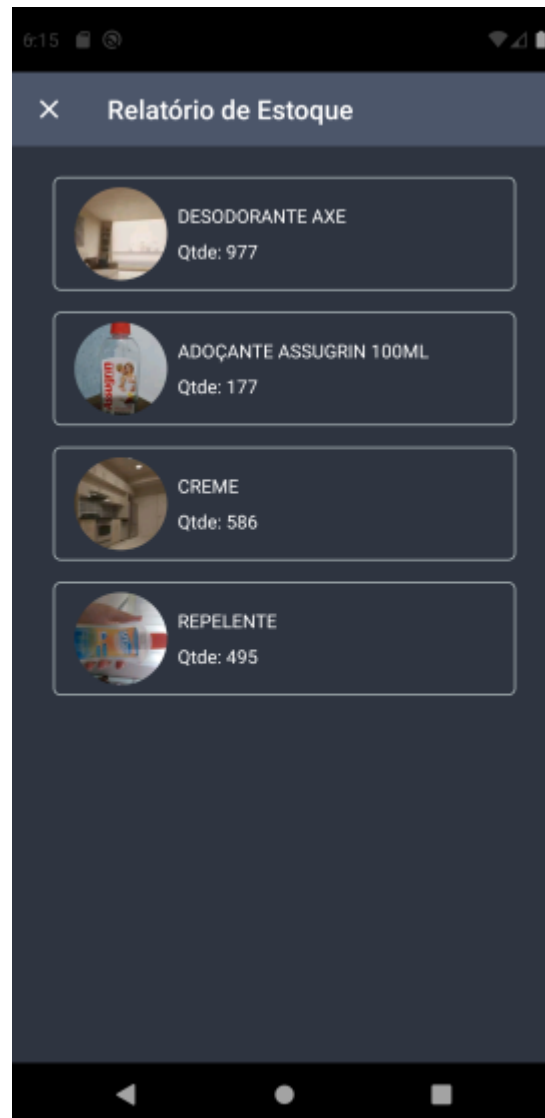 6:15
Relatório de Estoque
DESODORANTE AXE
Qtde: 977
ADOÇANTE ASSUGRIN 100ML
Qtde: 177
Assugrin
CREME
Qtde: 586
REPELENTE
Qtde: 495